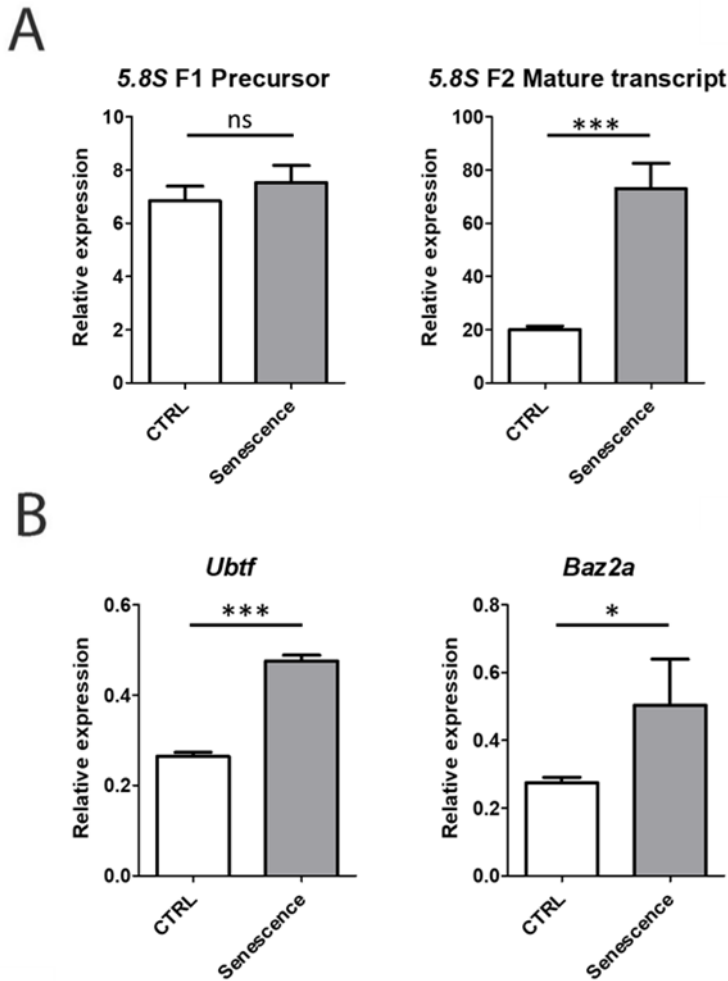 A
5.8S F1 Precursor
Relative expression
10
8
6
4
2
0
ns
CTRL
Senescence
5.8S F2 Mature transcript
Relative expression
100
80
60
40
20
0
***
CTRL
Senescence
B
Ubtf
Relative expression
0.6
0.4
0.2
0.0
***
CTRL
Senescence
Baz2a
Relative expression
0.8
0.6
0.4
0.2
0.0
*
CTRL
Senescence